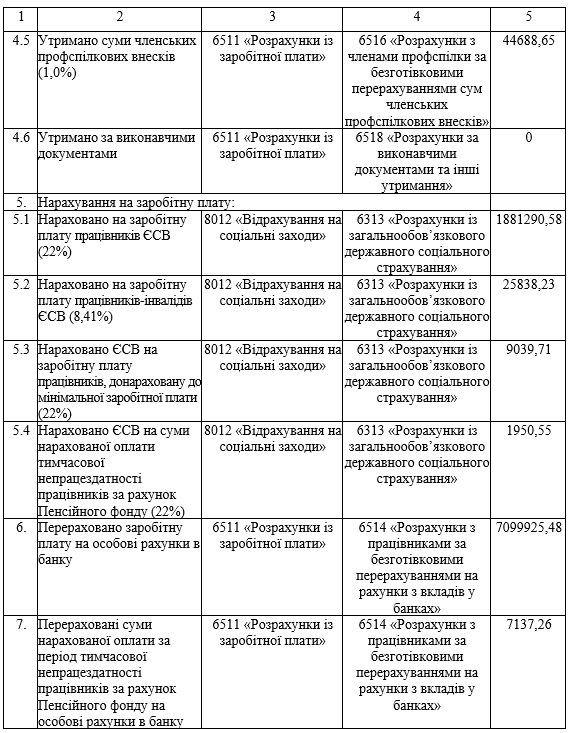 1 2 3 4 5
4.5 Утримано суми членських профспілкових внесків (1,0%) 6511 «Розрахунки із заробітної плати» 6516 «Розрахунки з членами профспілки за безготівковими перерахуваннями сум членських профспілкових внесків» 44688,65
4.6 Утримано за виконавчими документами 6511 «Розрахунки із заробітної плати» 6518 «Розрахунки за виконавчими документами та інші утримання» 0
5. Нарахування на заробітну плату:
5.1 Нараховано на заробітну плату працівників ЄСВ (22%) 8012 «Відрахування на соціальні заходи» 6313 «Розрахунки із загальнообов’язкового державного соціального страхування» 1881290,58
5.2 Нараховано на заробітну плату працівників-інвалідів ЄСВ (8,41%) 8012 «Відрахування на соціальні заходи» 6313 «Розрахунки із загальнообов’язкового державного соціального страхування» 25838,23
5.3 Нараховано ЄСВ на заробітну плату працівників, донараховану до мінімальної заробітної плати (22%) 8012 «Відрахування на соціальні заходи» 6313 «Розрахунки із загальнообов’язкового державного соціального страхування» 9039,71
5.4 Нараховано ЄСВ на суми нарахованої оплати тимчасової непрацездатності працівників за рахунок Пенсійного фонду (22%) 8012 «Відрахування на соціальні заходи» 6313 «Розрахунки із загальнообов’язкового державного соціального страхування» 1950,55
6. Перераховано заробітну плату на особові рахунки в банку 6511 «Розрахунки із заробітної плати» 6514 «Розрахунки з працівниками за безготівковими перерахуваннями на рахунки з вкладів у банках» 7099925,48
7. Перераховані суми нарахованої оплати за період тимчасової непрацездатності працівників за рахунок Пенсійного фонду на особові рахунки в банку 6511 «Розрахунки із заробітної плати» 6514 «Розрахунки з працівниками за безготівковими перерахуваннями на рахунки з вкладів у банках» 7137,26